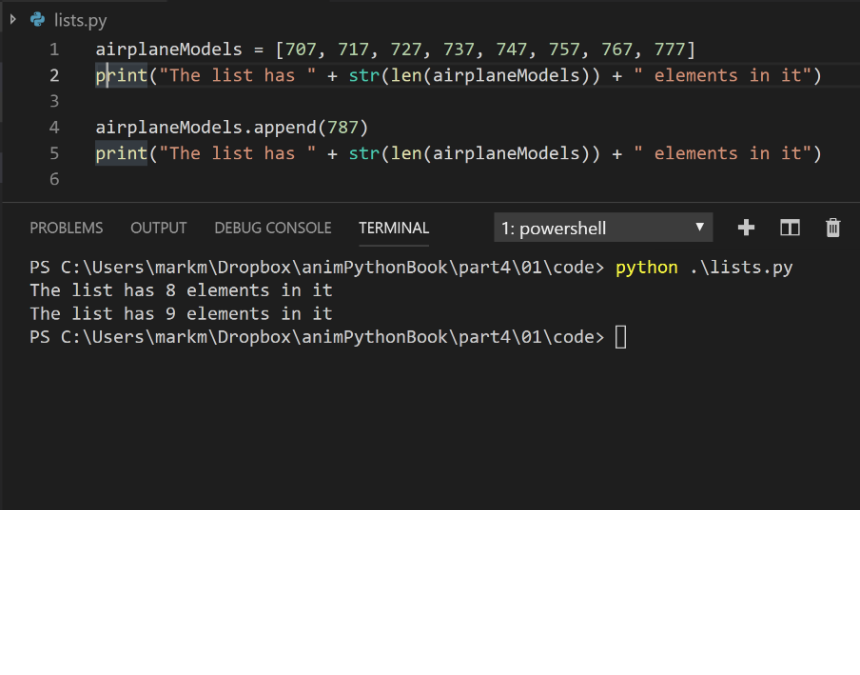 lists.py
1 airplaneModels = [707, 717, 727, 737, 747, 757, 767, 777]
2 print("The list has " + str(len(airplaneModels)) + " elements in it")
3
4 airplaneModels.append(787)
5 print("The list has " + str(len(airplaneModels)) + " elements in it")
6
PROBLEMS OUTPUT DEBUG CONSOLE TERMINAL 1: powershell
PS C:\Users\markm\Dropbox\animPythonBook\part4\01\code> python .\lists.py
The list has 8 elements in it
The list has 9 elements in it
PS C:\Users\markm\Dropbox\animPythonBook\part4\01\code>